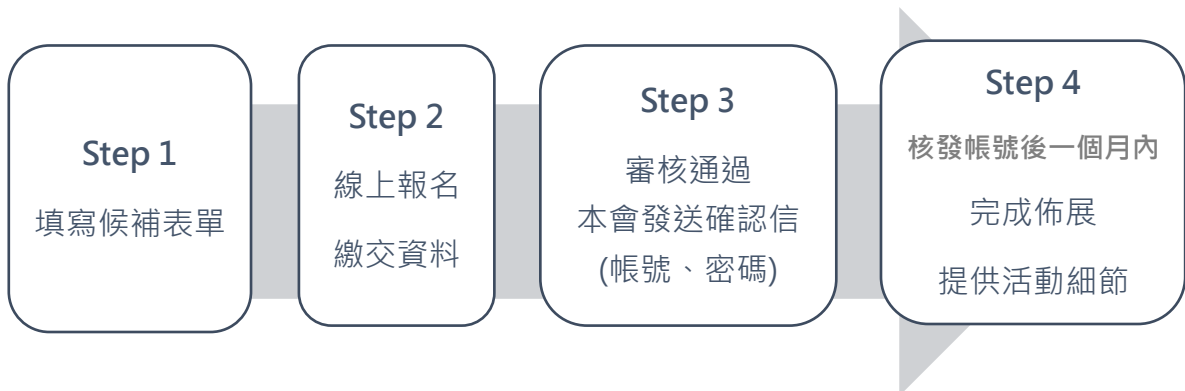 Step 1
填寫候補表單
Step 2
線上報名
繳交資料
Step 3
審核通過
本會發送確認信
(帳號、密碼)
Step 4
核發帳號後一個月內
完成佈展
提供活動細節